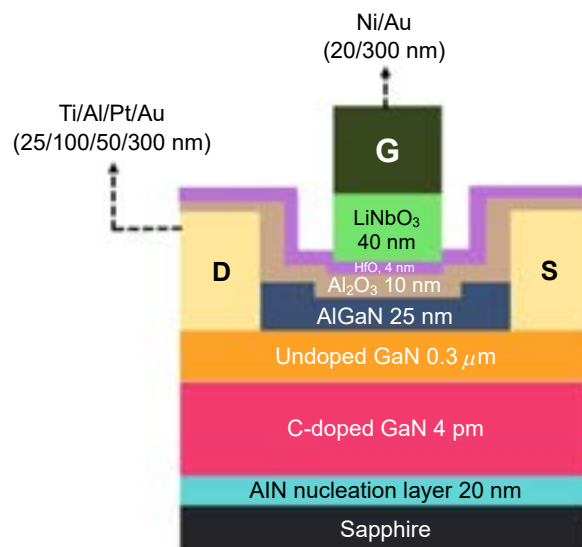 Ni/Au
(20/300 nm)
Ti/Al/Pt/Au
(25/100/50/300 nm)
G
LiNbO₃
40 nm
D
S
HfO, 4 nm
Al₂O₃ 10 nm
AlGaN 25 nm
Undoped GaN 0.3 μm
C-doped GaN 4 pm
AIN nucleation layer 20 nm
Sapphire